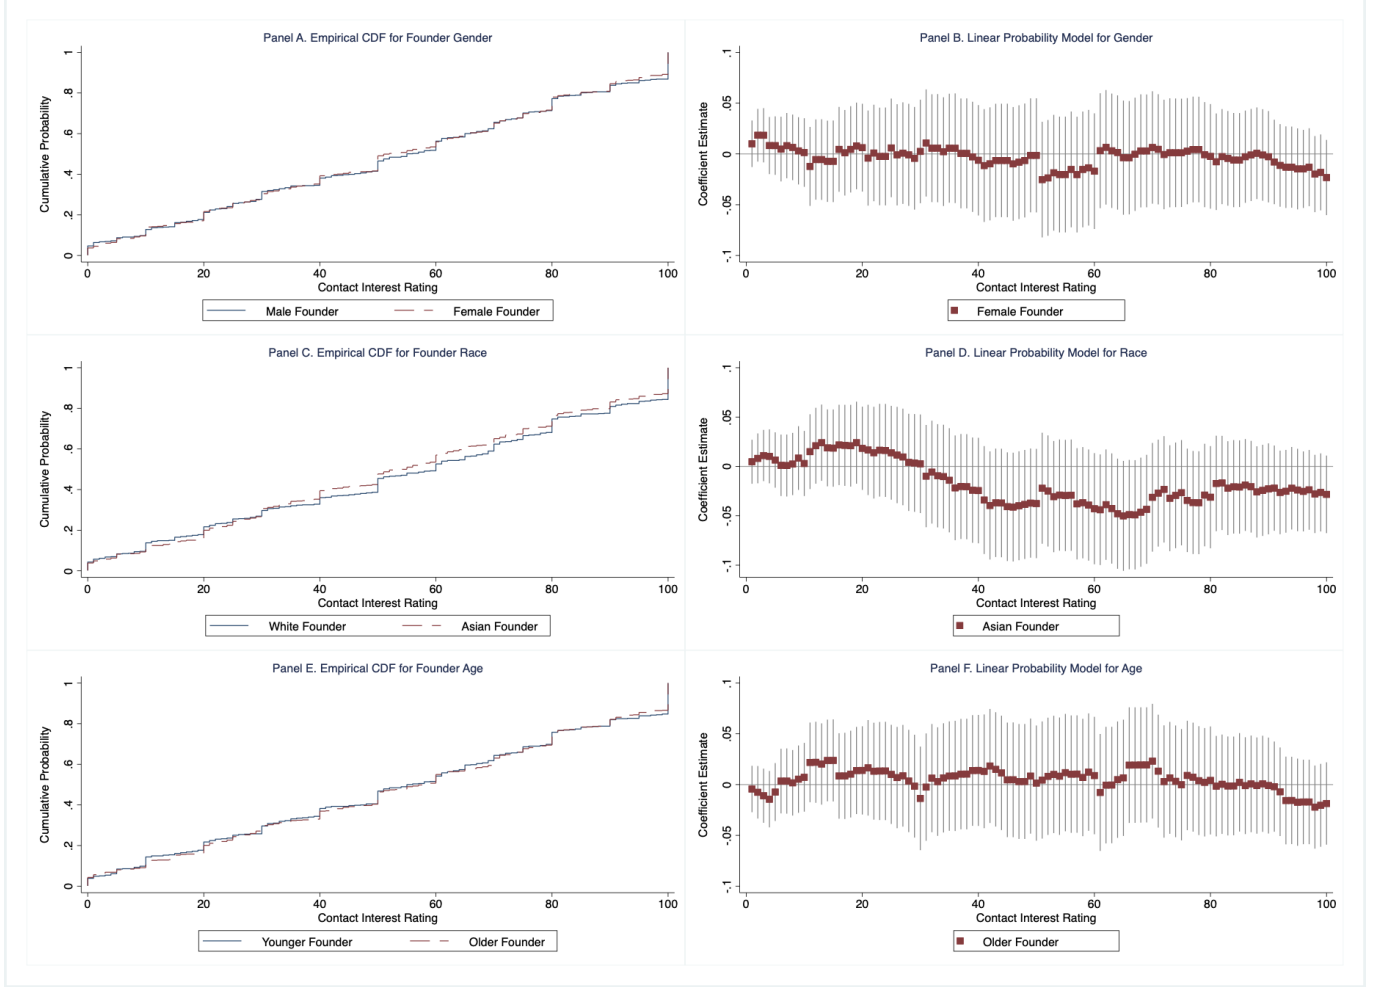 Panel A. Empirical CDF for Founder Gender
Cumulative Probability
0 .2 .4 .6 .8 1
0 20 40 60 80 100
Contact Interest Rating
Male Founder Female Founder
Panel B. Linear Probability Model for Gender
Coefficient Estimate
-.1 -.05 0 .05 .1
0 20 40 60 80 100
Contact Interest Rating
Female Founder
Panel C. Empirical CDF for Founder Race
Cumulative Probability
0 .2 .4 .6 .8 1
0 20 40 60 80 100
Contact Interest Rating
White Founder Asian Founder
Panel D. Linear Probability Model for Race
Coefficient Estimate
-.1 -.05 0 .05 .1
0 20 40 60 80 100
Contact Interest Rating
Asian Founder
Panel E. Empirical CDF for Founder Age
Cumulative Probability
0 .2 .4 .6 .8 1
0 20 40 60 80 100
Contact Interest Rating
Younger Founder Older Founder
Panel F. Linear Probability Model for Age
Coefficient Estimate
-.1 -.05 0 .05 .1
0 20 40 60 80 100
Contact Interest Rating
Older Founder